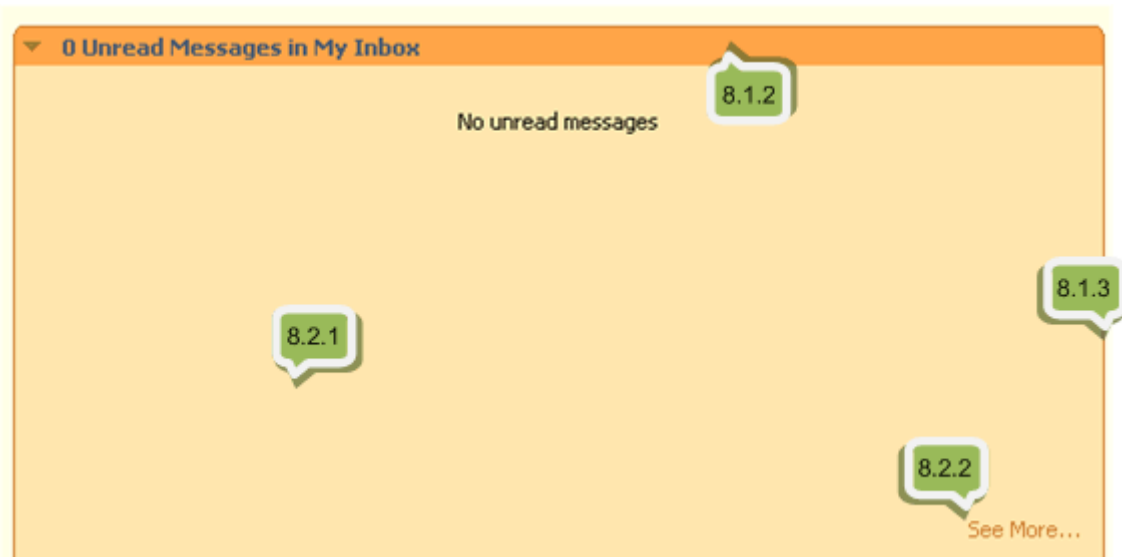 0 Unread Messages in My Inbox
8.1.2
No unread messages
8.1.3
8.2.1
8.2.2
See More...